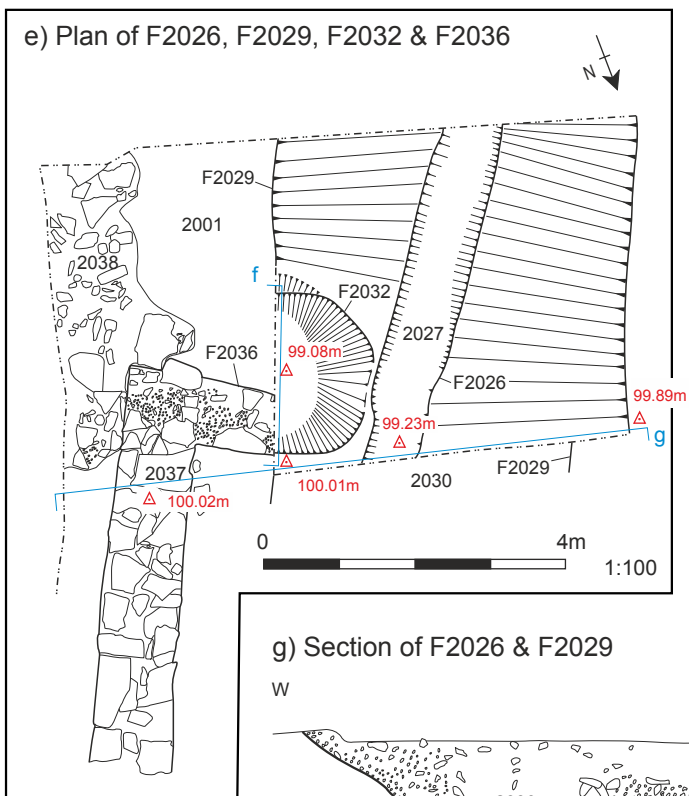 e) Plan of F2026, F2029, F2032 & F2036
N
F2029
2001
2038
f
F2032
F2036
99.08m
2027
F2026
99.89m
99.23m
g
2037
F2029
2030
100.02m
100.01m
0 4m
1:100
g) Section of F2026 & F2029
W